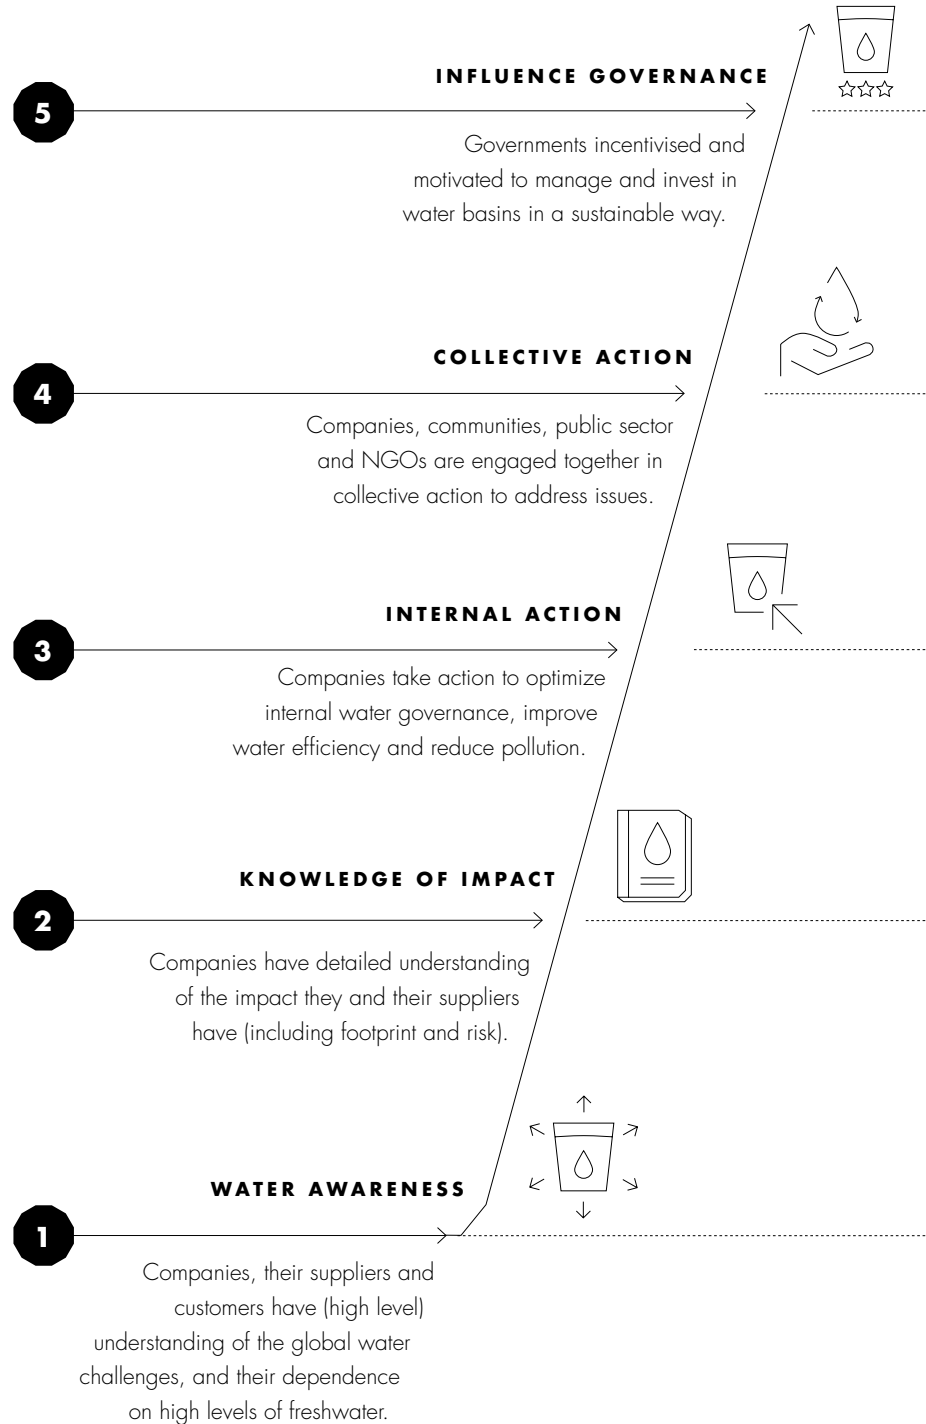 INFLUENCE GOVERNANCE
5
Governments incentivised and
motivated to manage and invest in
water basins in a sustainable way.
COLLECTIVE ACTION
4
Companies, communities, public sector
and NGOs are engaged together in
collective action to address issues.
INTERNAL ACTION
3
Companies take action to optimize
internal water governance, improve
water efficiency and reduce pollution.
KNOWLEDGE OF IMPACT
2
Companies have detailed understanding
of the impact they and their suppliers
have (including footprint and risk).
WATER AWARENESS
1
Companies, their suppliers and
customers have (high level)
understanding of the global water
challenges, and their dependence
on high levels of freshwater.